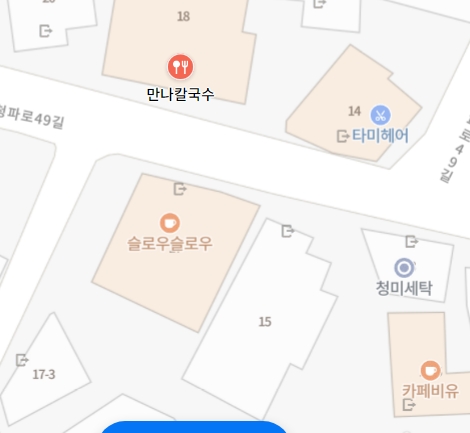 18
만나칼국수
14
타미헤어
청파로49길
로49길
슬로우슬로우
청미세탁
15
17-3
카페비유